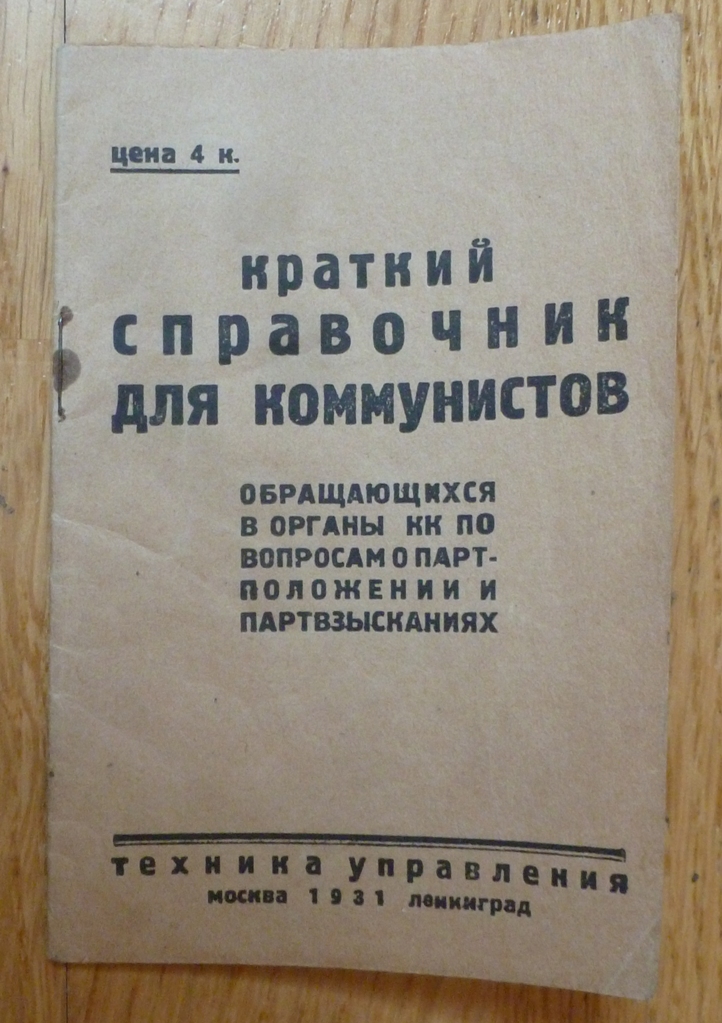 цена 4 к.
краткий
справочник
для коммунистов
ОБРАЩАЮЩИХСЯ
В ОРГАНЫ КК ПО
ВОПРОСАМ О ПАРТ-
ПОЛОЖЕНИИ И
ПАРТВЗЫСКАНИЯХ
техника управления
москва 1931 ленинград